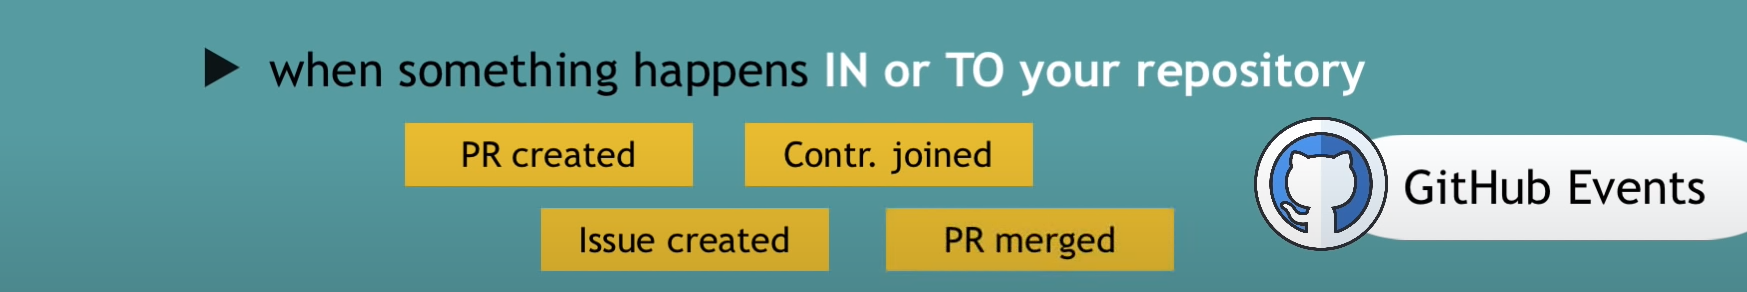 when something happens IN or TO your repository
PR created
Contr. joined
GitHub Events
Issue created
PR merged